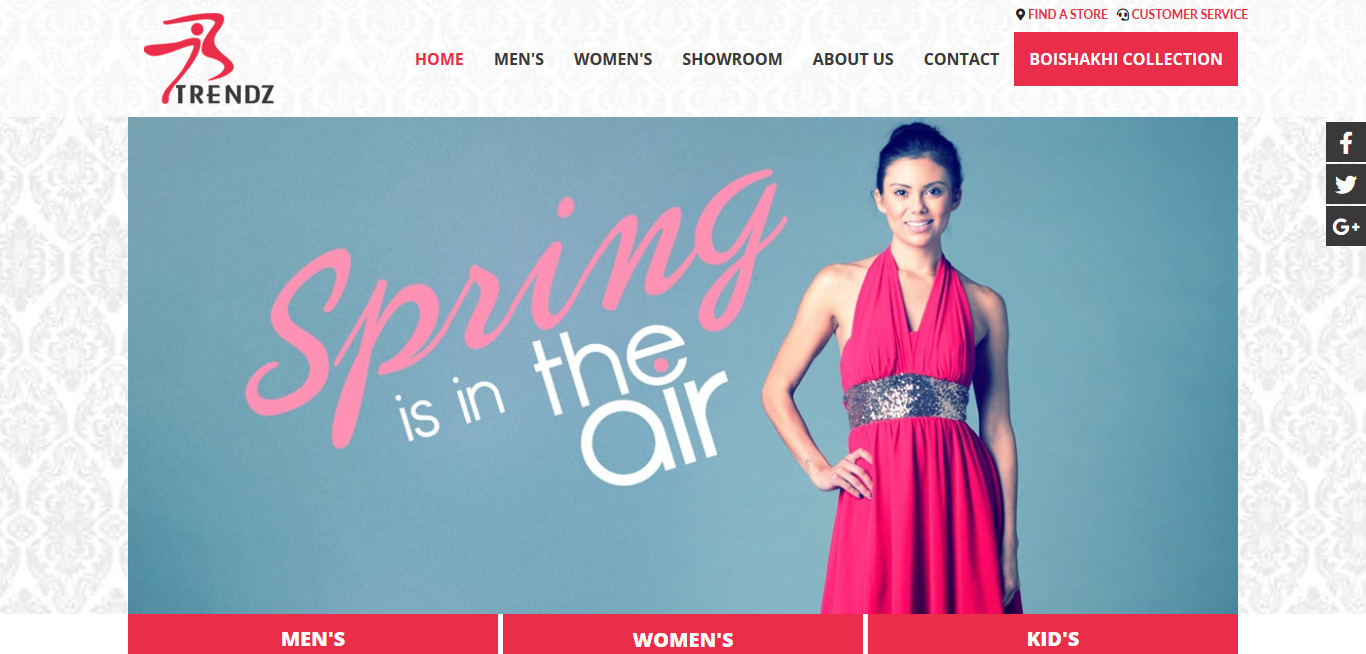 FIND A STORE CUSTOMER SERVICE
TRENDZ
HOME MEN'S WOMEN'S SHOWROOM ABOUT US CONTACT BOISHAKHI COLLECTION
Spring
is in the
air
G+
MEN'S WOMEN'S KID'S